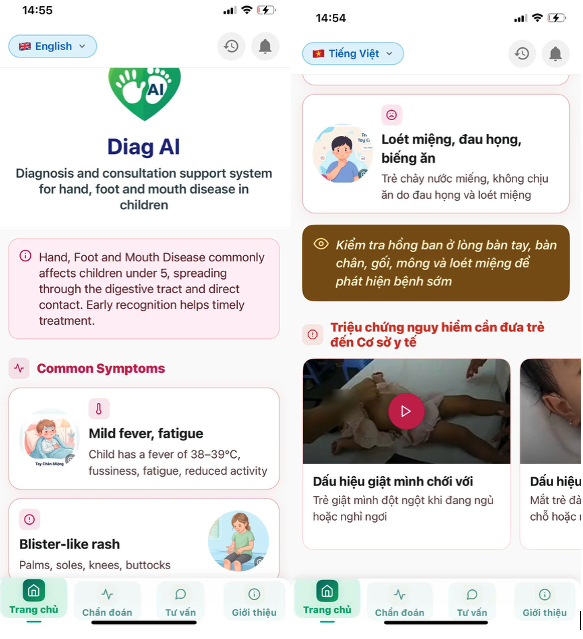 14:55
English
AI
Diag AI
Diagnosis and consultation support system
for hand, foot and mouth disease in
children
Hand, Foot and Mouth Disease commonly
affects children under 5, spreading
through the digestive tract and direct
contact. Early recognition helps timely
treatment.
Common Symptoms
Mild fever, fatigue
Child has a fever of 38–39°C,
fussiness, fatigue, reduced activity
Tay Chân Miệng
Blister-like rash
Palms, soles, knees, buttocks
Trang chủ
Chẩn đoán
Tư vấn
Giới thiệu
14:54
Tiếng Việt
Loét miệng, đau họng,
biếng ăn
Trẻ chảy nước miếng, không chịu
ăn do đau họng và loét miệng
Kiểm tra hồng ban ở lòng bàn tay, bàn
chân, gối, mông và loét miệng để
phát hiện bệnh sớm
Triệu chứng nguy hiểm cần đưa trẻ
đến Cơ sở y tế
Dấu hiệu giật mình chới với
Trẻ giật mình đột ngột khi đang ngủ
hoặc nghỉ ngơi
Dấu hiệu
Mắt trẻ đả
chỗ hoặc
Trang chủ
Chẩn đoán
Tư vấn
Giới thiệu